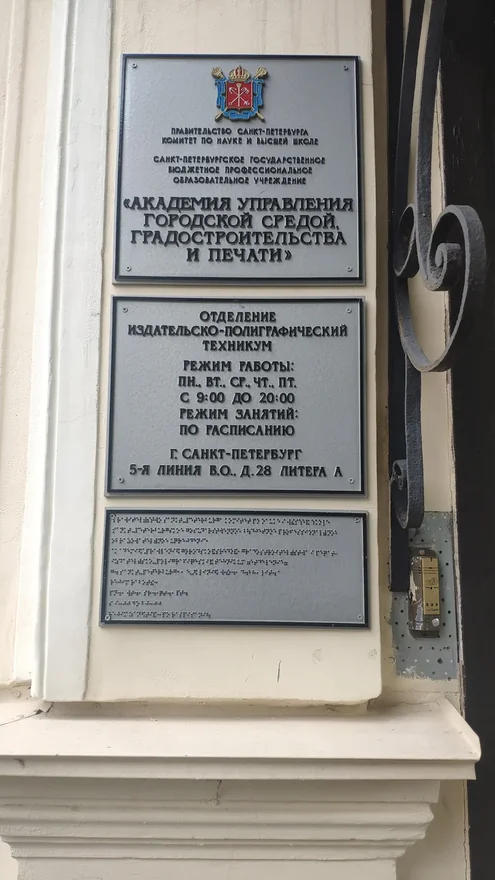 ПРАВИТЕЛЬСТВО САНКТ-ПЕТЕРБУРГА
КОМИТЕТ ПО НАУКЕ И ВЫСШЕЙ ШКОЛЕ
САНКТ-ПЕТЕРБУРГСКОЕ ГОСУДАРСТВЕННОЕ
БЮДЖЕТНОЕ ПРОФЕССИОНАЛЬНОЕ
ОБРАЗОВАТЕЛЬНОЕ УЧРЕЖДЕНИЕ
«АКАДЕМИЯ УПРАВЛЕНИЯ
ГОРОДСКОЙ СРЕДОЙ,
ГРАДОСТРОИТЕЛЬСТВА
И ПЕЧАТИ»
ОТДЕЛЕНИЕ
ИЗДАТЕЛЬСКО-ПОЛИГРАФИЧЕСКИЙ
ТЕХНИКУМ
РЕЖИМ РАБОТЫ:
ПН., ВТ., СР., ЧТ., ПТ.
С 9:00 ДО 20:00
РЕЖИМ ЗАНЯТИЙ:
ПО РАСПИСАНИЮ
Г. САНКТ-ПЕТЕРБУРГ
5-Я ЛИНИЯ В.О., Д.28 ЛИТЕРА А